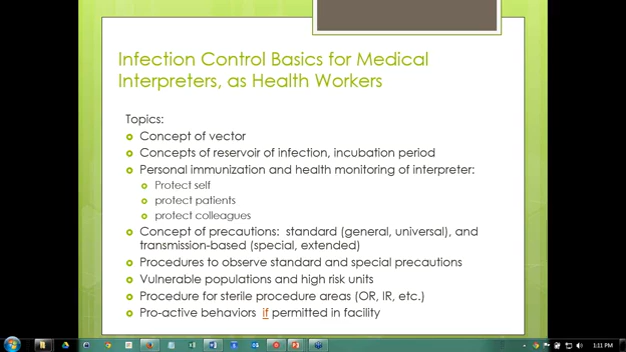 Infection Control Basics for Medical
Interpreters, as Health Workers
Topics:
Concept of vector
Concepts of reservoir of infection, incubation period
Personal immunization and health monitoring of interpreter:
Protect self
protect patients
protect colleagues
Concept of precautions: standard (general, universal), and
transmission-based (special, extended)
Procedures to observe standard and special precautions
Vulnerable populations and high risk units
Procedure for sterile procedure areas (OR, IR, etc.)
Pro-active behaviors if permitted in facility
1:11 PM